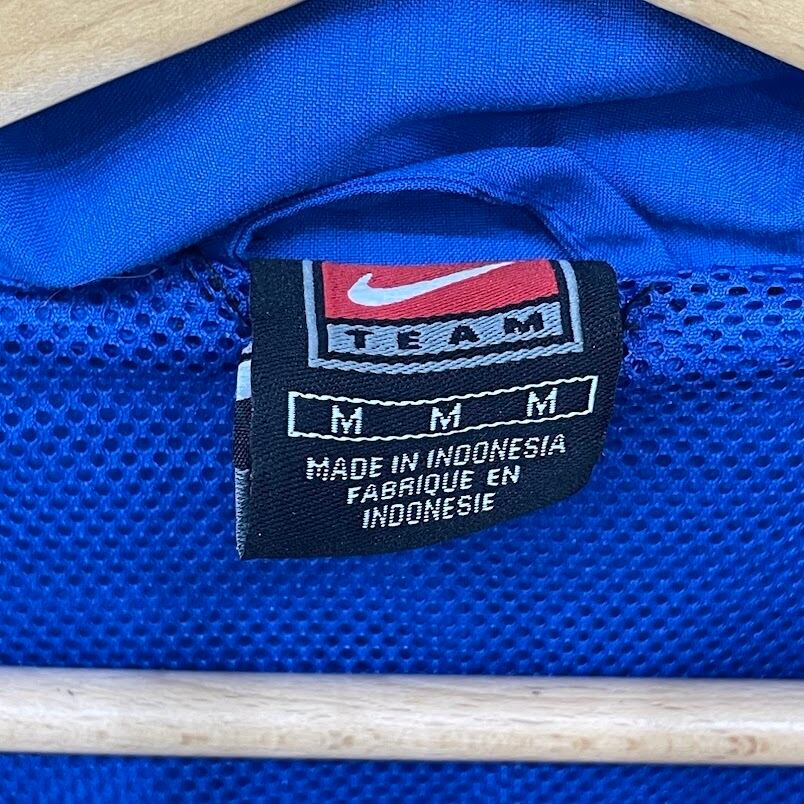 TEAM
M M M
MADE IN INDONESIA
FABRIQUE EN
INDONESIE